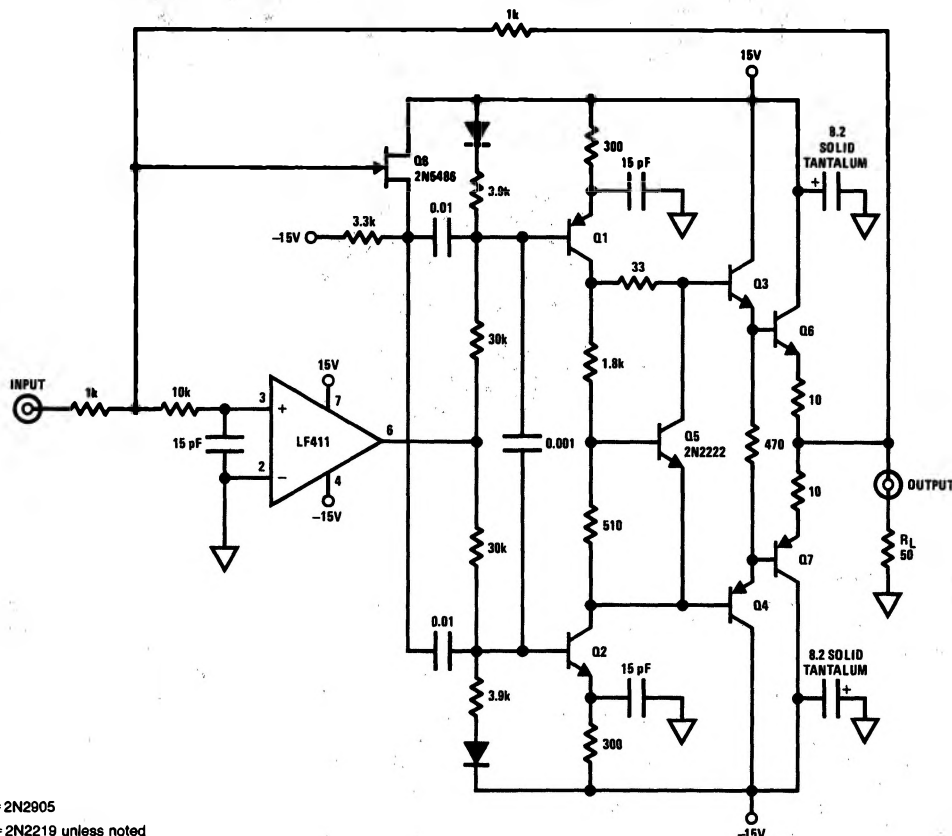 1k
15V
8.2
SOLID
TANTALUM
+
Q8
2N5486
300
15 pF
3.9k
3.3k
0.01
-15V
Q1
33
Q3
Q6
30k
1.8k
INPUT
1k
10k
15V
10
3
+
7
LF411
6
15 pF
0.001
Q5
2N2222
470
2
-
4
-15V
10
OUTPUT
510
30k
RL
50
Q7
0.01
Q4
Q2
15 pF
8.2 SOLID
TANTALUM
+
3.9k
300
= 2N2905
= 2N2219 unless noted
-15V